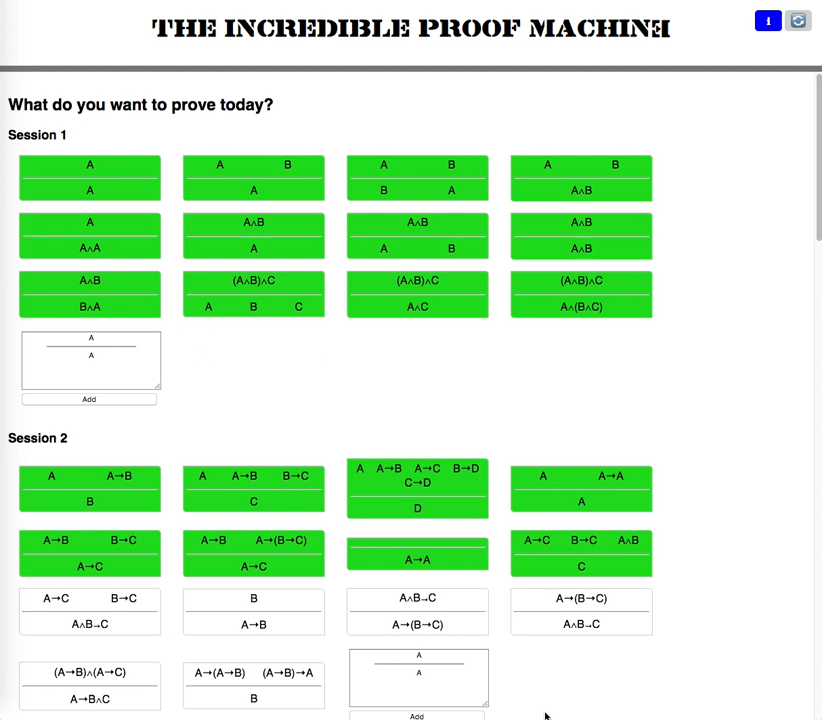 THE INCREDIBLE PROOF MACHINE
i
What do you want to prove today?
Session 1
A
A
A B
A
A B
B A
A B
A∧B
A
A∧A
A∧B
A
A∧B
A B
A∧B
A∧B
A∧B
B∧A
(A∧B)∧C
A B C
(A∧B)∧C
A∧C
(A∧B)∧C
A∧(B∧C)
A
A
Add
Session 2
A A→B
B
A A→B B→C
C
A A→B A→C B→D
C→D
D
A A→A
A
A→B B→C
A→C
A→B A→(B→C)
A→C
A→A
A→C B→C A∧B
C
A→C B→C
A∧B→C
B
A→B
A∧B→C
A→(B→C)
A→(B→C)
A∧B→C
(A→B)∧(A→C)
A→B∧C
A→(A→B) (A→B)→A
B
A
A
Add